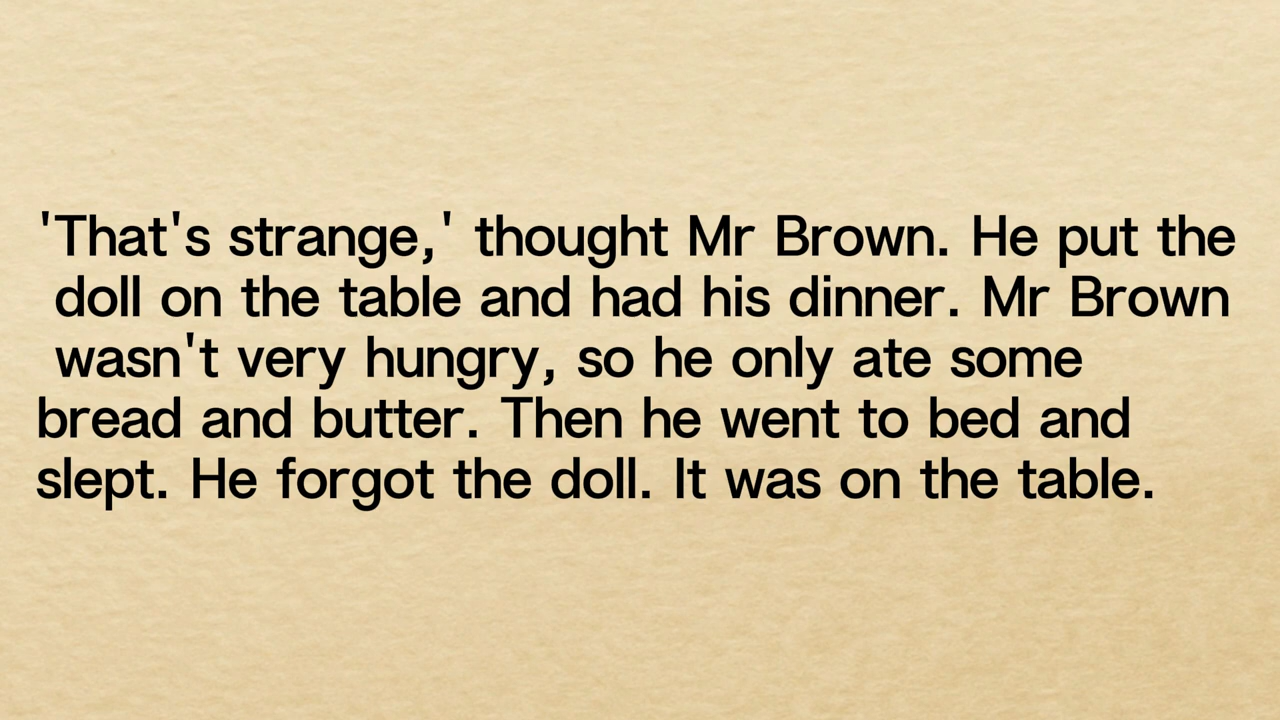 'That's strange,' thought Mr Brown. He put the
doll on the table and had his dinner. Mr Brown
wasn't very hungry, so he only ate some
bread and butter. Then he went to bed and
slept. He forgot the doll. It was on the table.